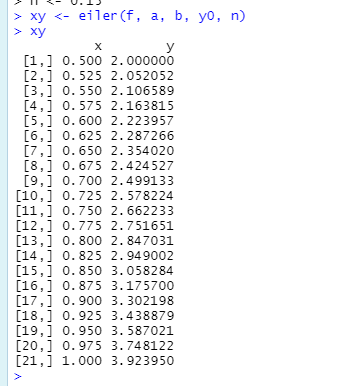 > xy <- eiler(f, a, b, y0, n)
> xy
x y
[1,] 0.500 2.000000
[2,] 0.525 2.052052
[3,] 0.550 2.106589
[4,] 0.575 2.163815
[5,] 0.600 2.223957
[6,] 0.625 2.287266
[7,] 0.650 2.354020
[8,] 0.675 2.424527
[9,] 0.700 2.499133
[10,] 0.725 2.578224
[11,] 0.750 2.662233
[12,] 0.775 2.751651
[13,] 0.800 2.847031
[14,] 0.825 2.949002
[15,] 0.850 3.058284
[16,] 0.875 3.175700
[17,] 0.900 3.302198
[18,] 0.925 3.438879
[19,] 0.950 3.587021
[20,] 0.975 3.748122
[21,] 1.000 3.923950
>